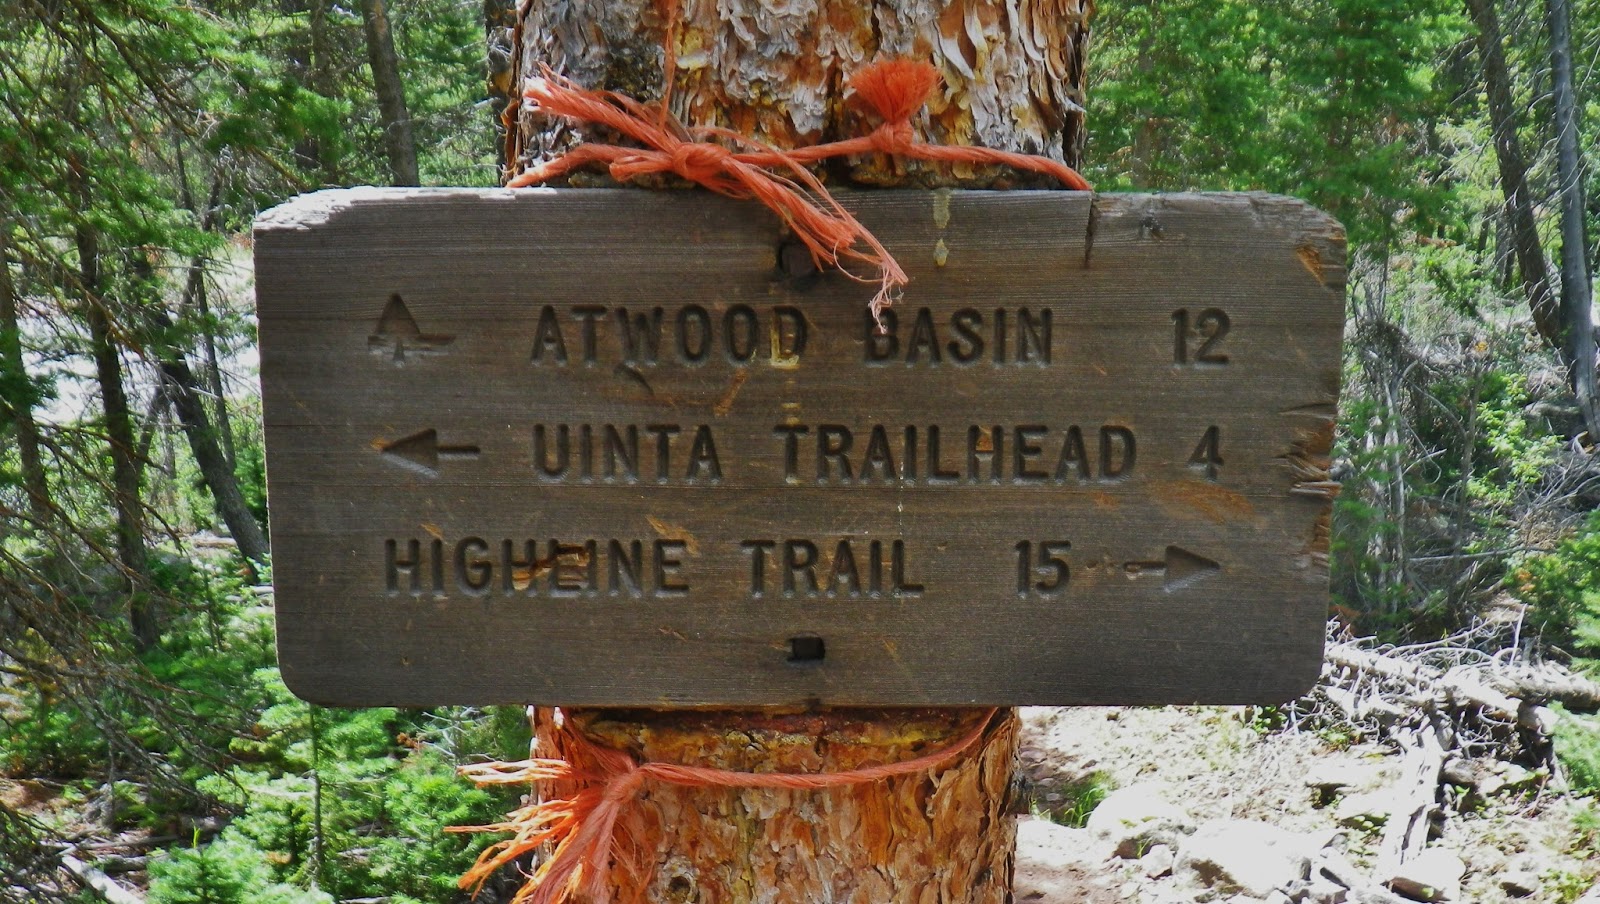 ATWOOD BASIN 12
UINTA TRAILHEAD 4
HIGHLINE TRAIL 15